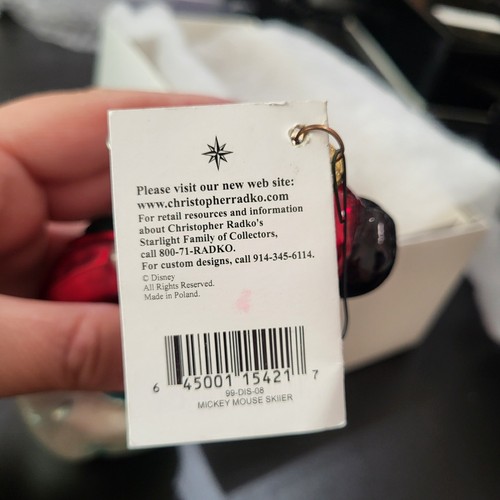 Please visit our new web site:
www.christopherradko.com
For retail resources and information
about Christopher Radko's
Starlight Family of Collectors,
call 800-71-RADKO.
For custom designs, call 914-345-6114.
© Disney
All Rights Reserved.
Made in Poland.
6 45001 15421 7
99-DIS-08
MICKEY MOUSE SKIIER